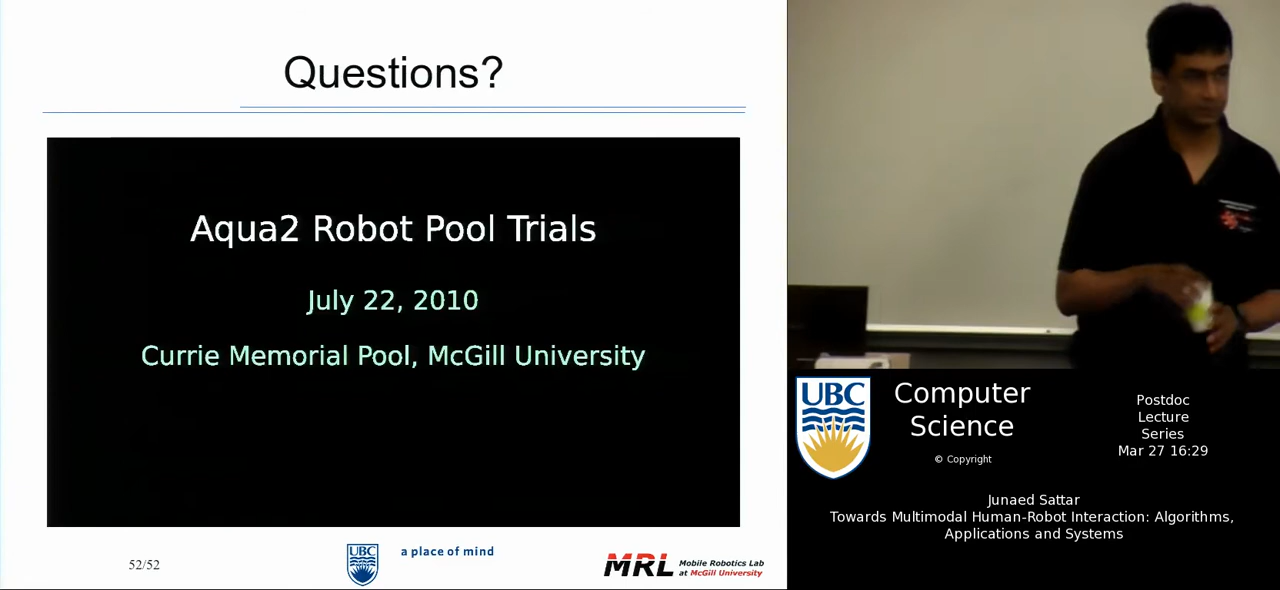 Questions?
Aqua2 Robot Pool Trials
July 22, 2010
Currie Memorial Pool, McGill University
52/52
UBC
a place of mind
MRL
Mobile Robotics Lab
at McGill University
UBC
Computer
Science
© Copyright
Postdoc
Lecture
Series
Mar 27 16:29
Junaed Sattar
Towards Multimodal Human-Robot Interaction: Algorithms,
Applications and Systems